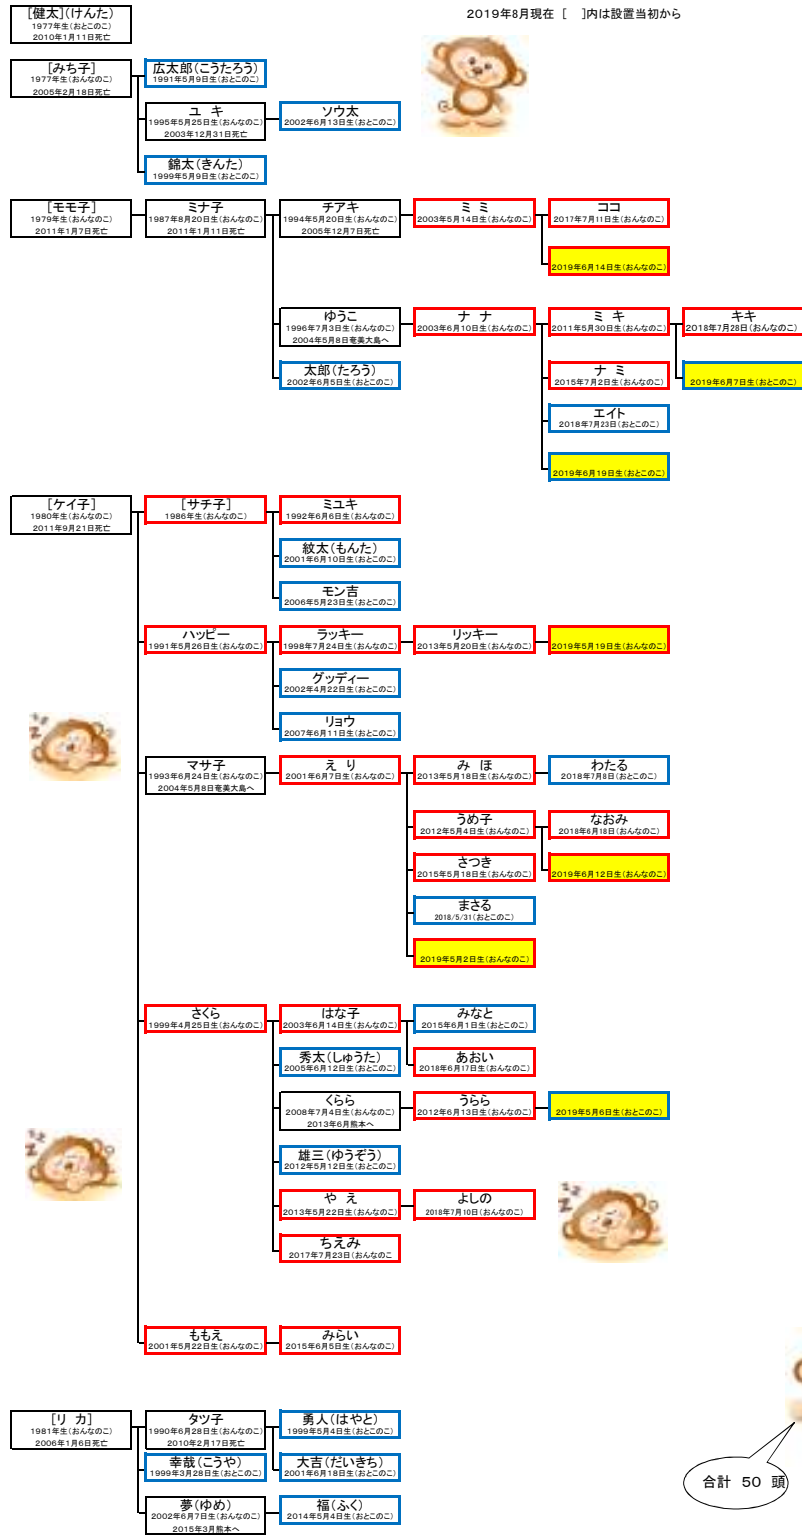 2019年8月現在 [ ]内は設置当初から
[健太](けんた)
1977年生(おとこのこ)
2010年1月11日死亡
[みち子]
1977年生(おんなのこ)
2005年2月18日死亡
広太郎(こうたろう)
1991年5月9日生(おとこのこ)
ユ キ
1995年5月25日生(おんなのこ)
2003年12月31日死亡
ソウ太
2002年6月13日生(おとこのこ)
錦太(きんた)
1999年5月9日生(おとこのこ)
[モモ子]
1979年生(おんなのこ)
2011年1月7日死亡
ミナ子
1987年8月20日生(おんなのこ)
2011年1月11日死亡
チアキ
1994年5月20日生(おんなのこ)
2005年12月7日死亡
ミ ミ
2003年5月14日生(おんなのこ)
ココ
2017年7月11日生(おんなのこ)
2019年6月14日生(おんなのこ)
ゆうこ
1996年7月3日生(おんなのこ)
2004年5月8日奄美大島へ
ナ ナ
2003年6月10日生(おんなのこ)
ミ キ
2011年5月30日生(おんなのこ)
キキ
2018年7月28日(おんなのこ)
太郎(たろう)
2002年6月5日生(おとこのこ)
ナ ミ
2015年7月2日生(おんなのこ)
2019年6月7日生(おとこのこ)
エイト
2018年7月23日(おとこのこ)
2019年6月19日生(おとこのこ)
[ケイ子]
1980年生(おんなのこ)
2011年9月21日死亡
[サチ子]
1986年生(おんなのこ)
ミユキ
1992年6月6日生(おんなのこ)
紋太(もんた)
2001年6月10日生(おとこのこ)
モン吉
2006年5月23日生(おとこのこ)
ハッピー
1991年5月26日生(おんなのこ)
ラッキー
1998年7月24日生(おんなのこ)
リッキー
2013年5月20日生(おんなのこ)
2019年5月19日生(おんなのこ)
グッディー
2002年4月22日生(おとこのこ)
リョウ
2007年6月11日生(おとこのこ)
マサ子
1993年6月24日生(おんなのこ)
2004年5月8日奄美大島へ
え り
2001年6月7日生(おんなのこ)
み ほ
2013年5月18日生(おんなのこ)
わたる
2018年7月8日(おとこのこ)
うめ子
2012年5月4日生(おんなのこ)
なおみ
2018年6月18日(おんなのこ)
さつき
2015年5月18日生(おんなのこ)
2019年6月12日生(おんなのこ)
まさる
2018/5/31(おとこのこ)
2019年5月2日生(おんなのこ)
さくら
1999年4月25日生(おんなのこ)
はな子
2003年6月14日生(おんなのこ)
みなと
2015年6月1日生(おとこのこ)
秀太(しゅうた)
2005年6月12日生(おとこのこ)
あおい
2018年6月17日生(おんなのこ)
くらら
2008年7月4日生(おんなのこ)
2013年6月熊本へ
うらら
2012年6月13日生(おんなのこ)
2019年5月6日生(おとこのこ)
雄三(ゆうぞう)
2012年5月12日生(おとこのこ)
や え
2013年5月22日生(おんなのこ)
よしの
2018年7月10日(おんなのこ)
ちえみ
2017年7月23日(おんなのこ
ももえ
2001年5月22日生(おんなのこ)
みらい
2015年6月5日生(おんなのこ)
[リ カ]
1981年生(おんなのこ)
2006年1月6日死亡
タツ子
1990年6月28日生(おんなのこ)
2010年2月17日死亡
勇人(はやと)
1999年5月4日生(おとこのこ)
幸哉(こうや)
1999年3月28日生(おとこのこ)
大吉(だいきち)
2001年6月18日生(おとこのこ)
夢(ゆめ)
2002年6月7日生(おんなのこ)
2015年3月熊本へ
福(ふく)
2014年5月4日生(おとこのこ)
合計 50 頭